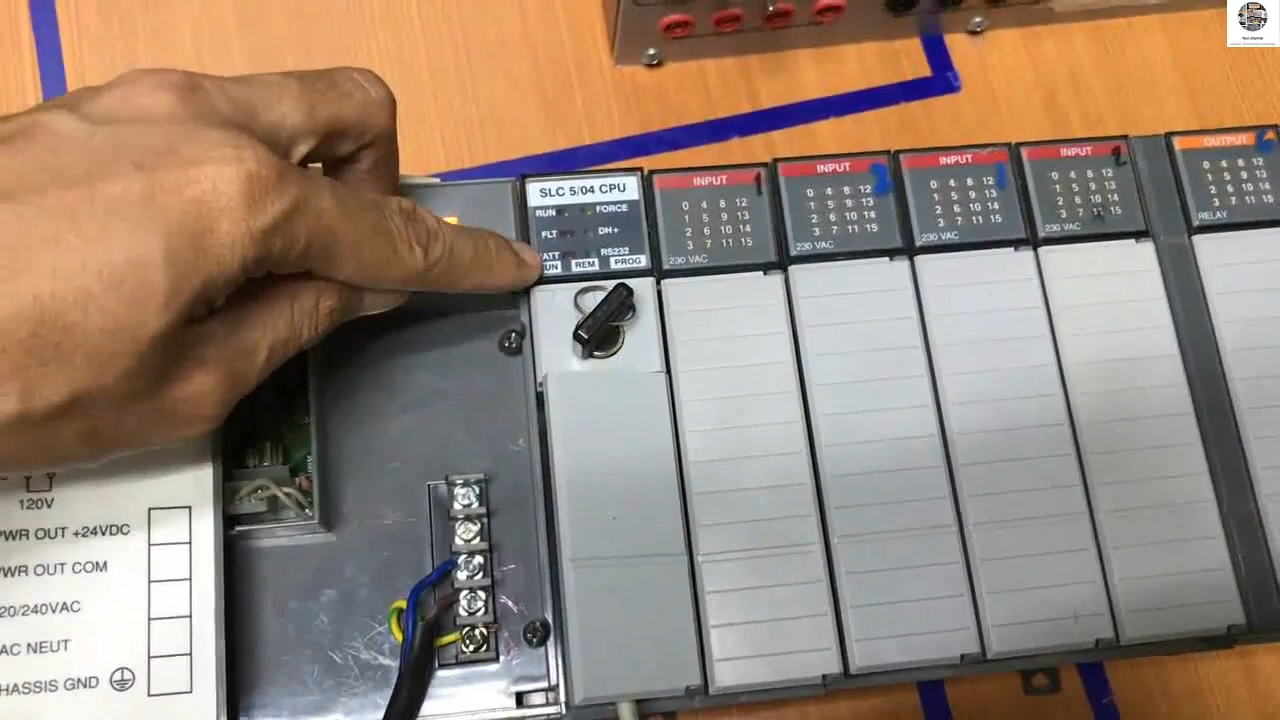 SLC 5/04 CPU
RUN FORCE
FLT DH+
BATT RS232
RUN REM PROG
INPUT 1
0 4 8 12
1 5 9 13
2 6 10 14
3 7 11 15
230 VAC
INPUT
0 4 8 12
1 5 9 13
2 6 10 14
3 7 11 15
230 VAC
INPUT
0 4 8 12
1 5 9 13
2 6 10 14
3 7 11 15
230 VAC
INPUT
0 4 8 12
1 5 9 13
2 6 10 14
3 7 11 15
230 VAC
OUTPUT
0 4 8 12
1 5 9 13
2 6 10 14
3 7 11 15
RELAY
120V
PWR OUT +24VDC
PWR OUT COM
20/240VAC
AC NEUT
HASSIS GND